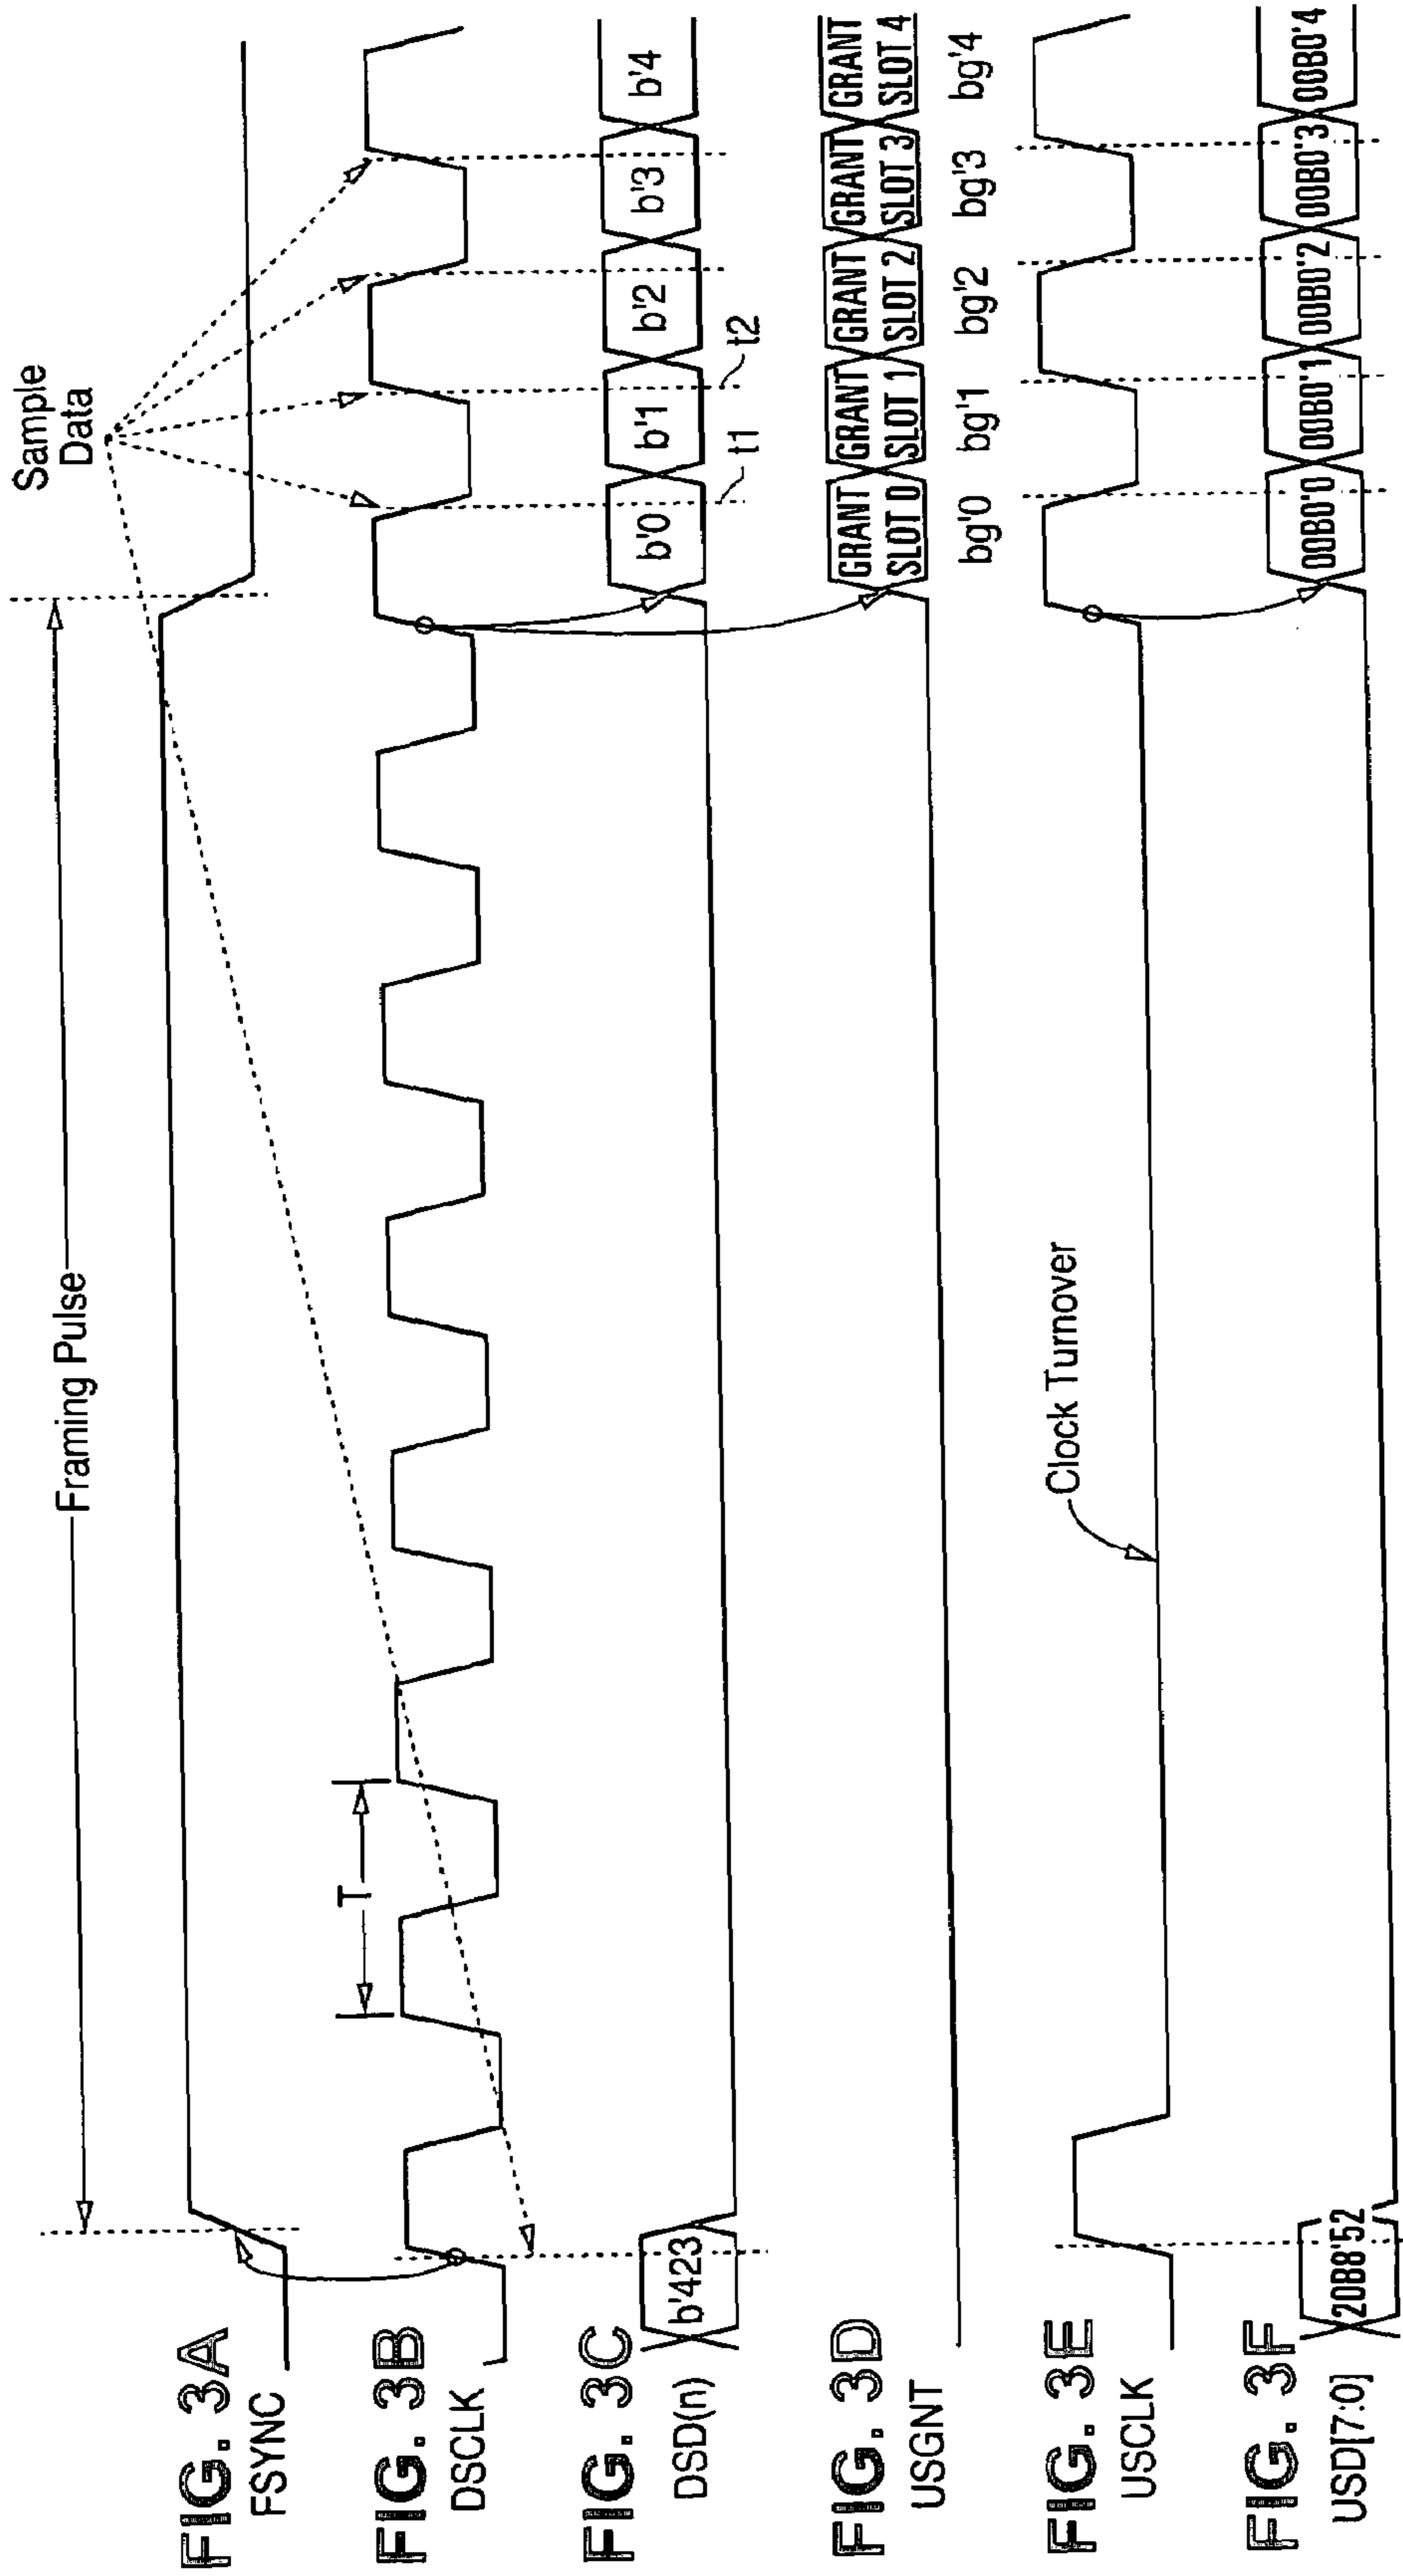 Framing Pulse
Sample
Data
FIG. 3A
FSYNC
FIG. 3B
DSCLK
T
FIG. 3C
DSD(n)
b'423
b'0
b'1
b'2
b'3
b'4
t1
t2
FIG. 3D
USGNT
GRANT
SLOT 0
GRANT
SLOT 1
GRANT
SLOT 2
GRANT
SLOT 3
GRANT
SLOT 4
bg'0
bg'1
bg'2
bg'3
bg'4
FIG. 3E
USCLK
Clock Turnover
FIG. 3F
USD[7:0]
20B8'52
00B0'0
00B0'1
00B0'2
00B0'3
00B0'4